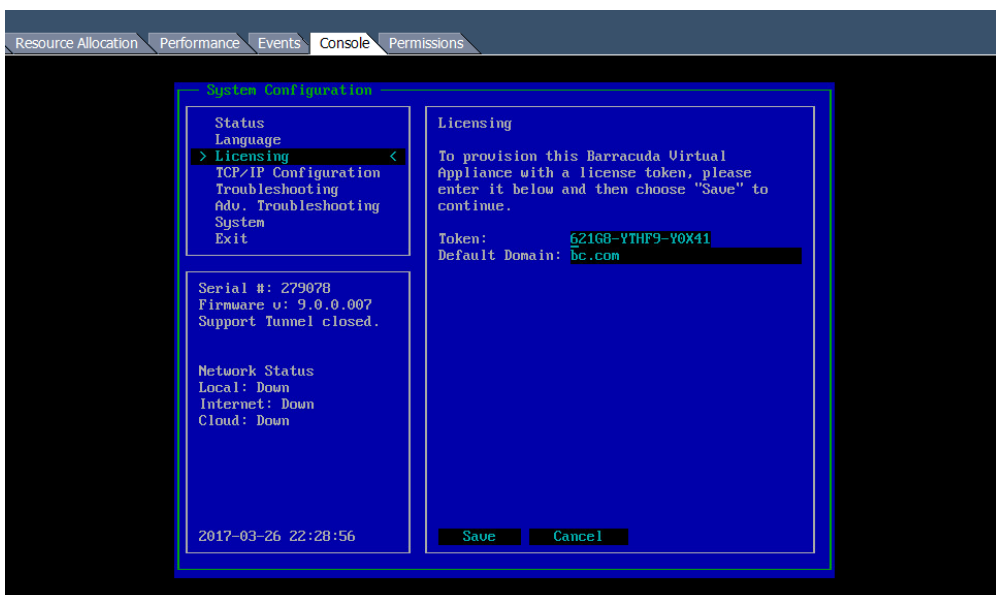 Resource Allocation Performance Events Console Permissions
System Configuration
Status
Language
> Licensing <
TCP/IP Configuration
Troubleshooting
Adv. Troubleshooting
System
Exit
Serial #: 279078
Firmware v: 9.0.0.007
Support Tunnel closed.
Network Status
Local: Down
Internet: Down
Cloud: Down
2017-03-26 22:28:56
Licensing
To provision this Barracuda Virtual
Appliance with a license token, please
enter it below and then choose "Save" to
continue.
Token: 621G8-YTHF9-Y0X41
Default Domain: bc.com
Save Cancel